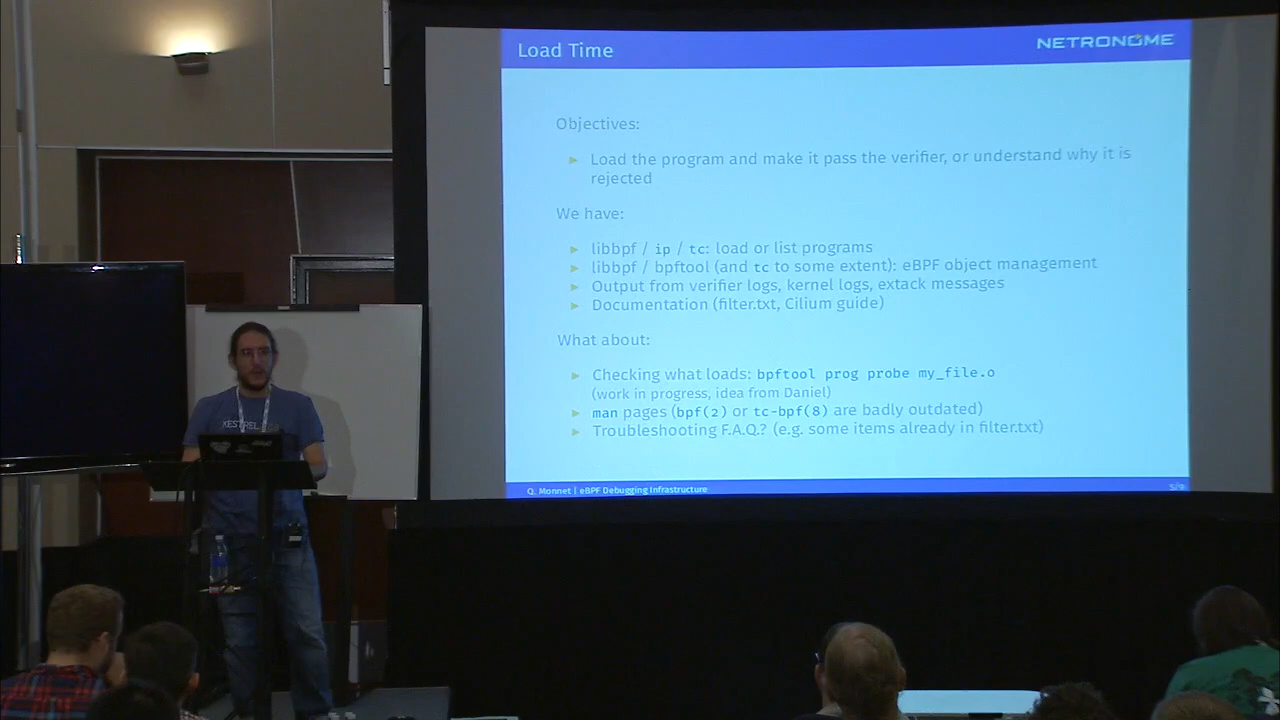 Load Time
NETRONOME
Objectives:
Load the program and make it pass the verifier, or understand why it is
rejected
We have:
libbpf / ip / tc: load or list programs
libbpf / bpftool (and tc to some extent): eBPF object management
Output from verifier logs, kernel logs, extack messages
Documentation (filter.txt, Cilium guide)
What about:
Checking what loads: bpftool prog probe my_file.o
(work in progress, idea from Daniel)
man pages (bpf(2) or tc-bpf(8) are badly outdated)
Troubleshooting F.A.Q.? (e.g. some items already in filter.txt)
Q. Monnet | eBPF Debugging Infrastructure
5/9
KESTREL